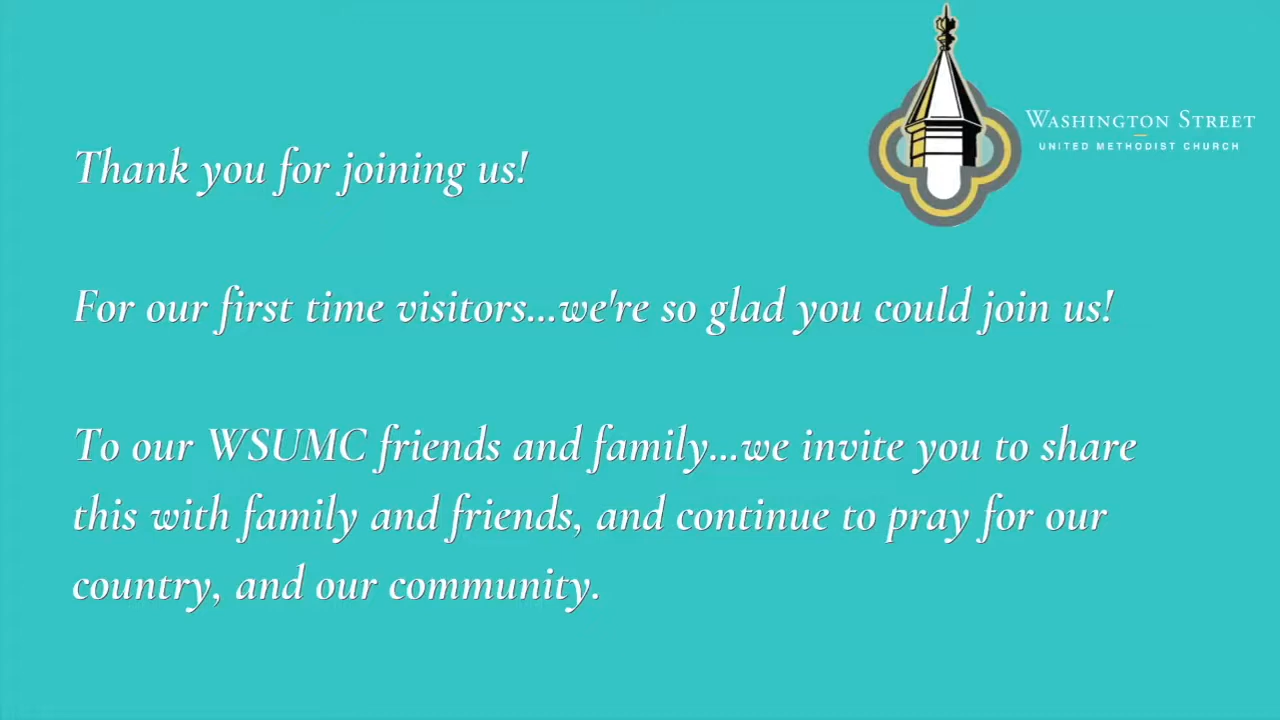 Washington Street
UNITED METHODIST CHURCH
Thank you for joining us!
For our first time visitors...we're so glad you could join us!
To our WSUMC friends and family...we invite you to share
this with family and friends, and continue to pray for our
country, and our community.